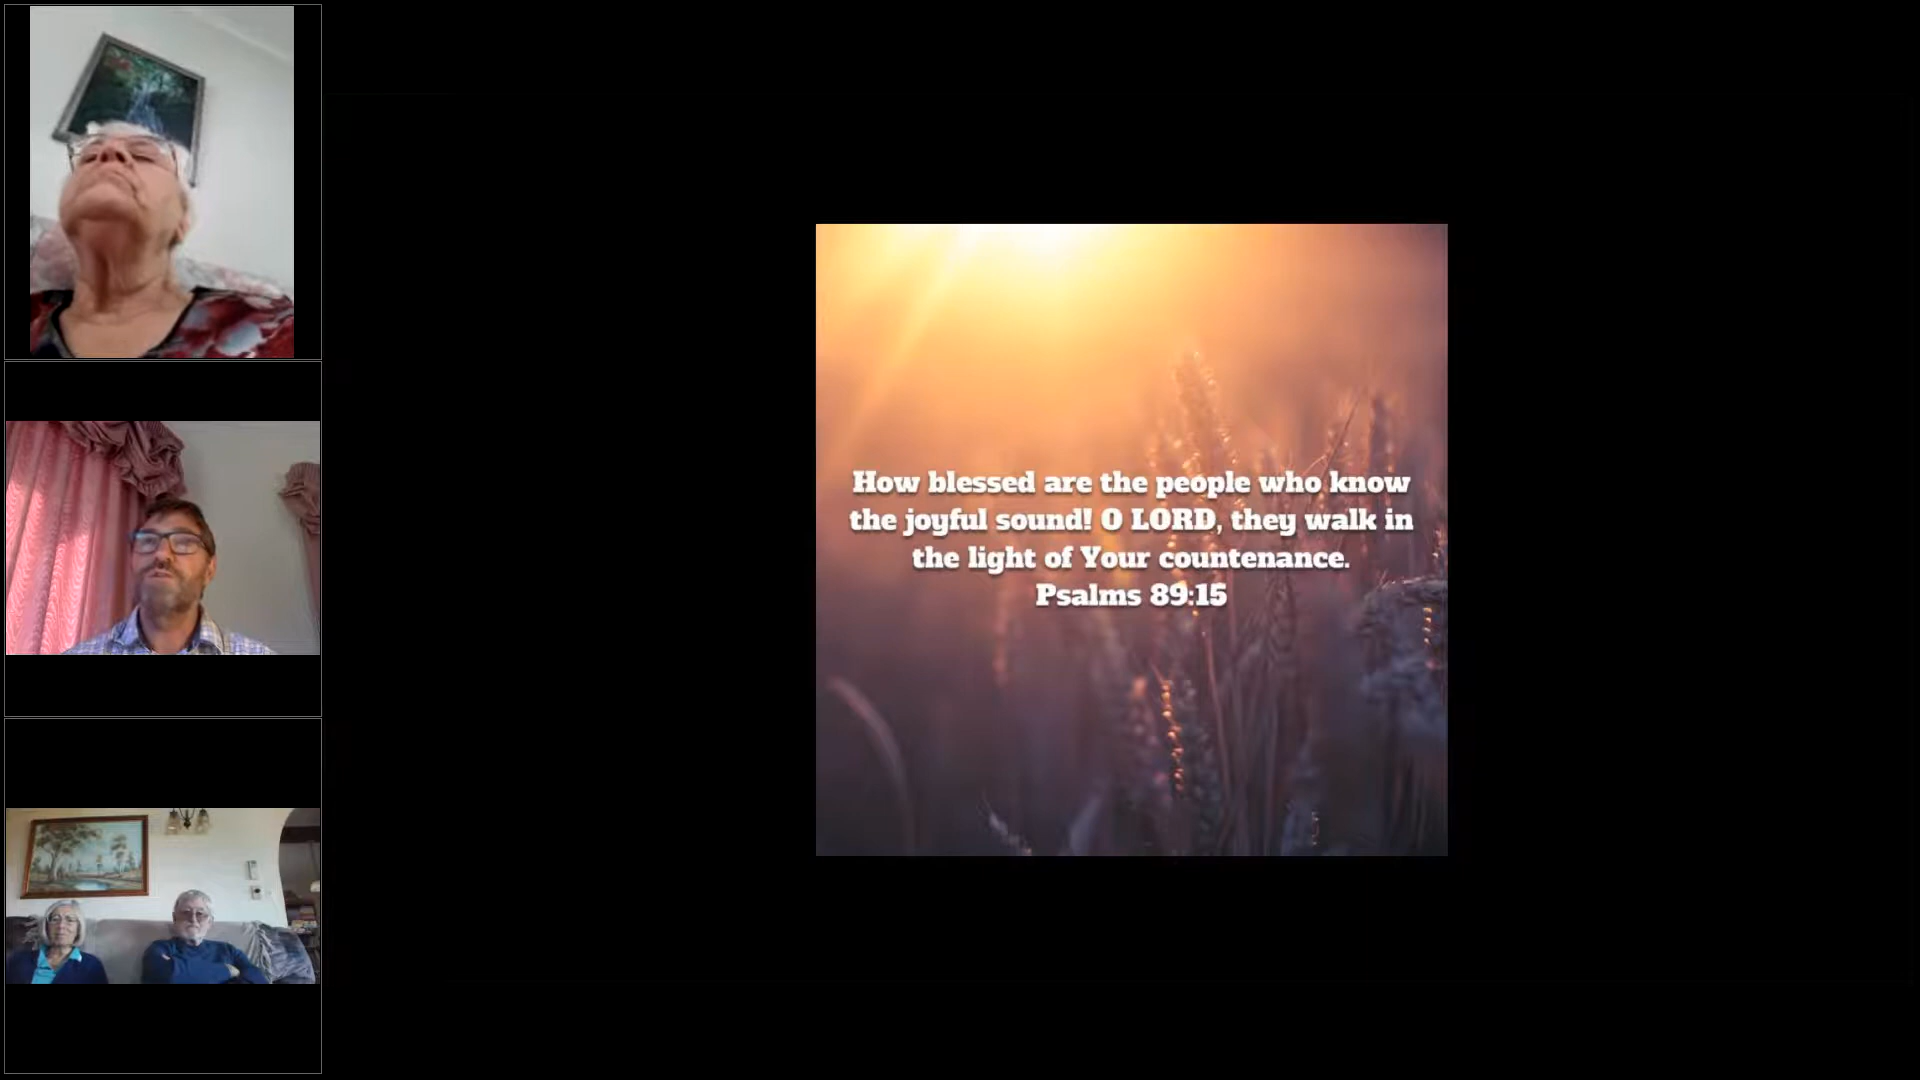 How blessed are the people who know
the joyful sound! O LORD, they walk in
the light of Your countenance.
Psalms 89:15